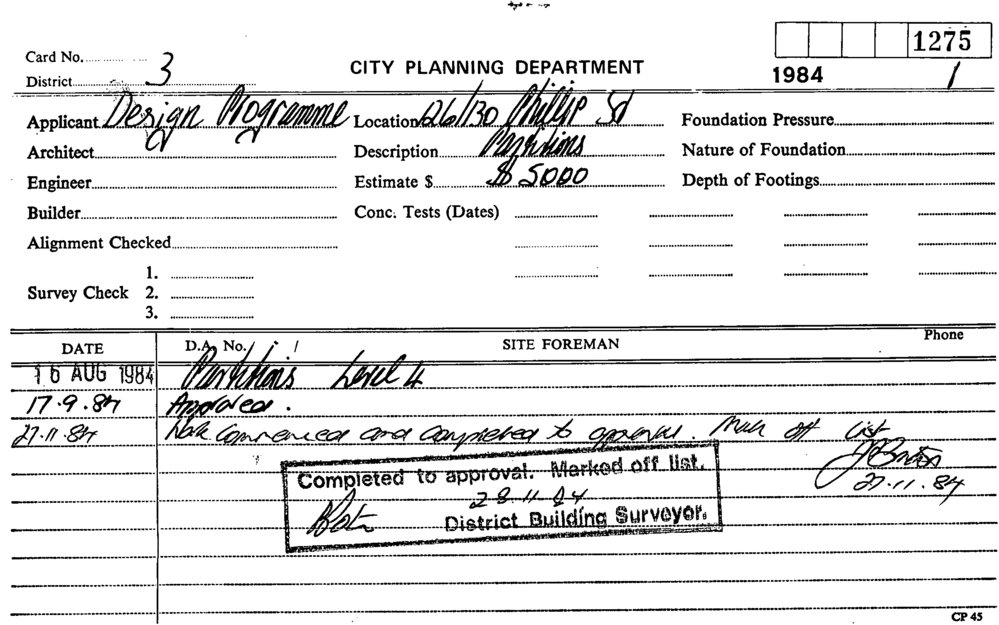 1275
Card No.
CITY PLANNING DEPARTMENT
1984 1
District 3
Applicant Design Programme Location 126/130 Phillip St Foundation Pressure
Architect Description Partitions Nature of Foundation
Engineer Estimate $ $ 5000 Depth of Footings
Builder Conc. Tests (Dates)
Alignment Checked
1.
Survey Check 2.
3.
DATE D.A. No. SITE FOREMAN Phone
16 AUG 1984 Partitions Level 4
17.9.84 Approved.
27.11.84 Work commenced and completed to approval. Mark off list
27.11.84
Completed to approval. Marked off list.
28 11 84
District Building Surveyor.
CP 45